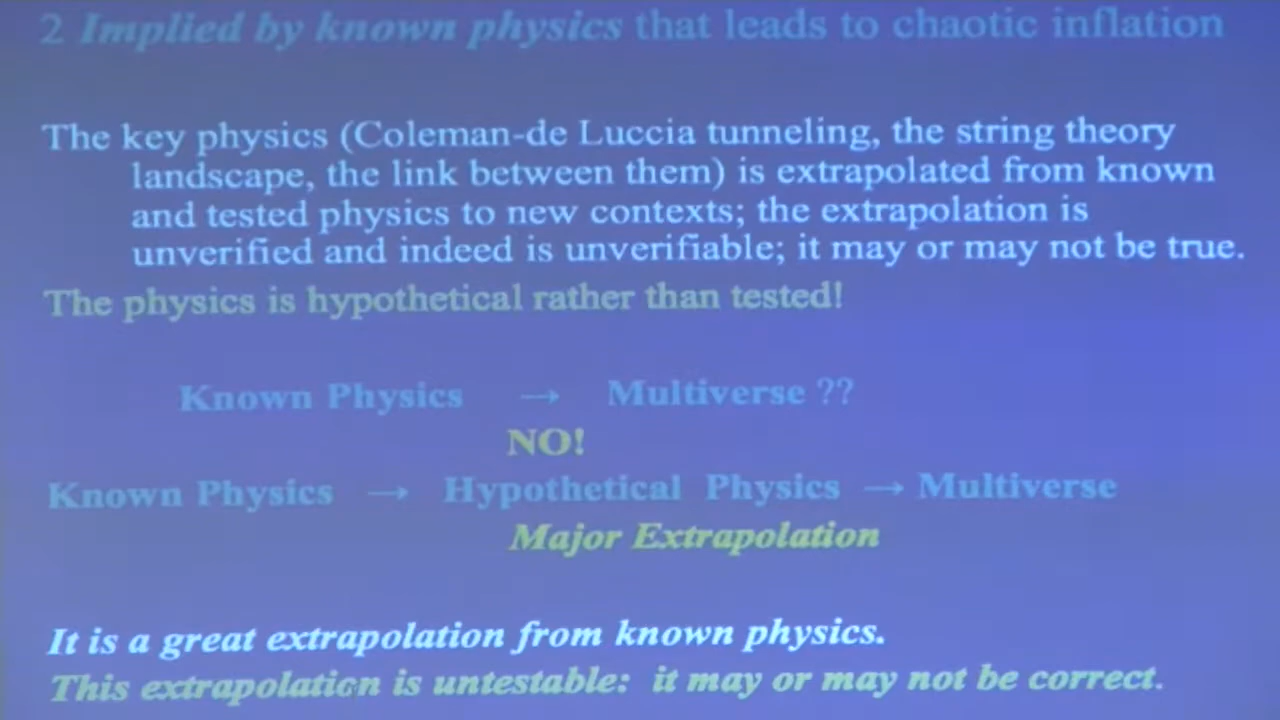 2 Implied by known physics that leads to chaotic inflation
The key physics (Coleman-de Luccia tunneling, the string theory
landscape, the link between them) is extrapolated from known
and tested physics to new contexts; the extrapolation is
unverified and indeed is unverifiable; it may or may not be true.
The physics is hypothetical rather than tested!
Known Physics → Multiverse ??
NO!
Known Physics → Hypothetical Physics → Multiverse
Major Extrapolation
It is a great extrapolation from known physics.
This extrapolation is untestable: it may or may not be correct.